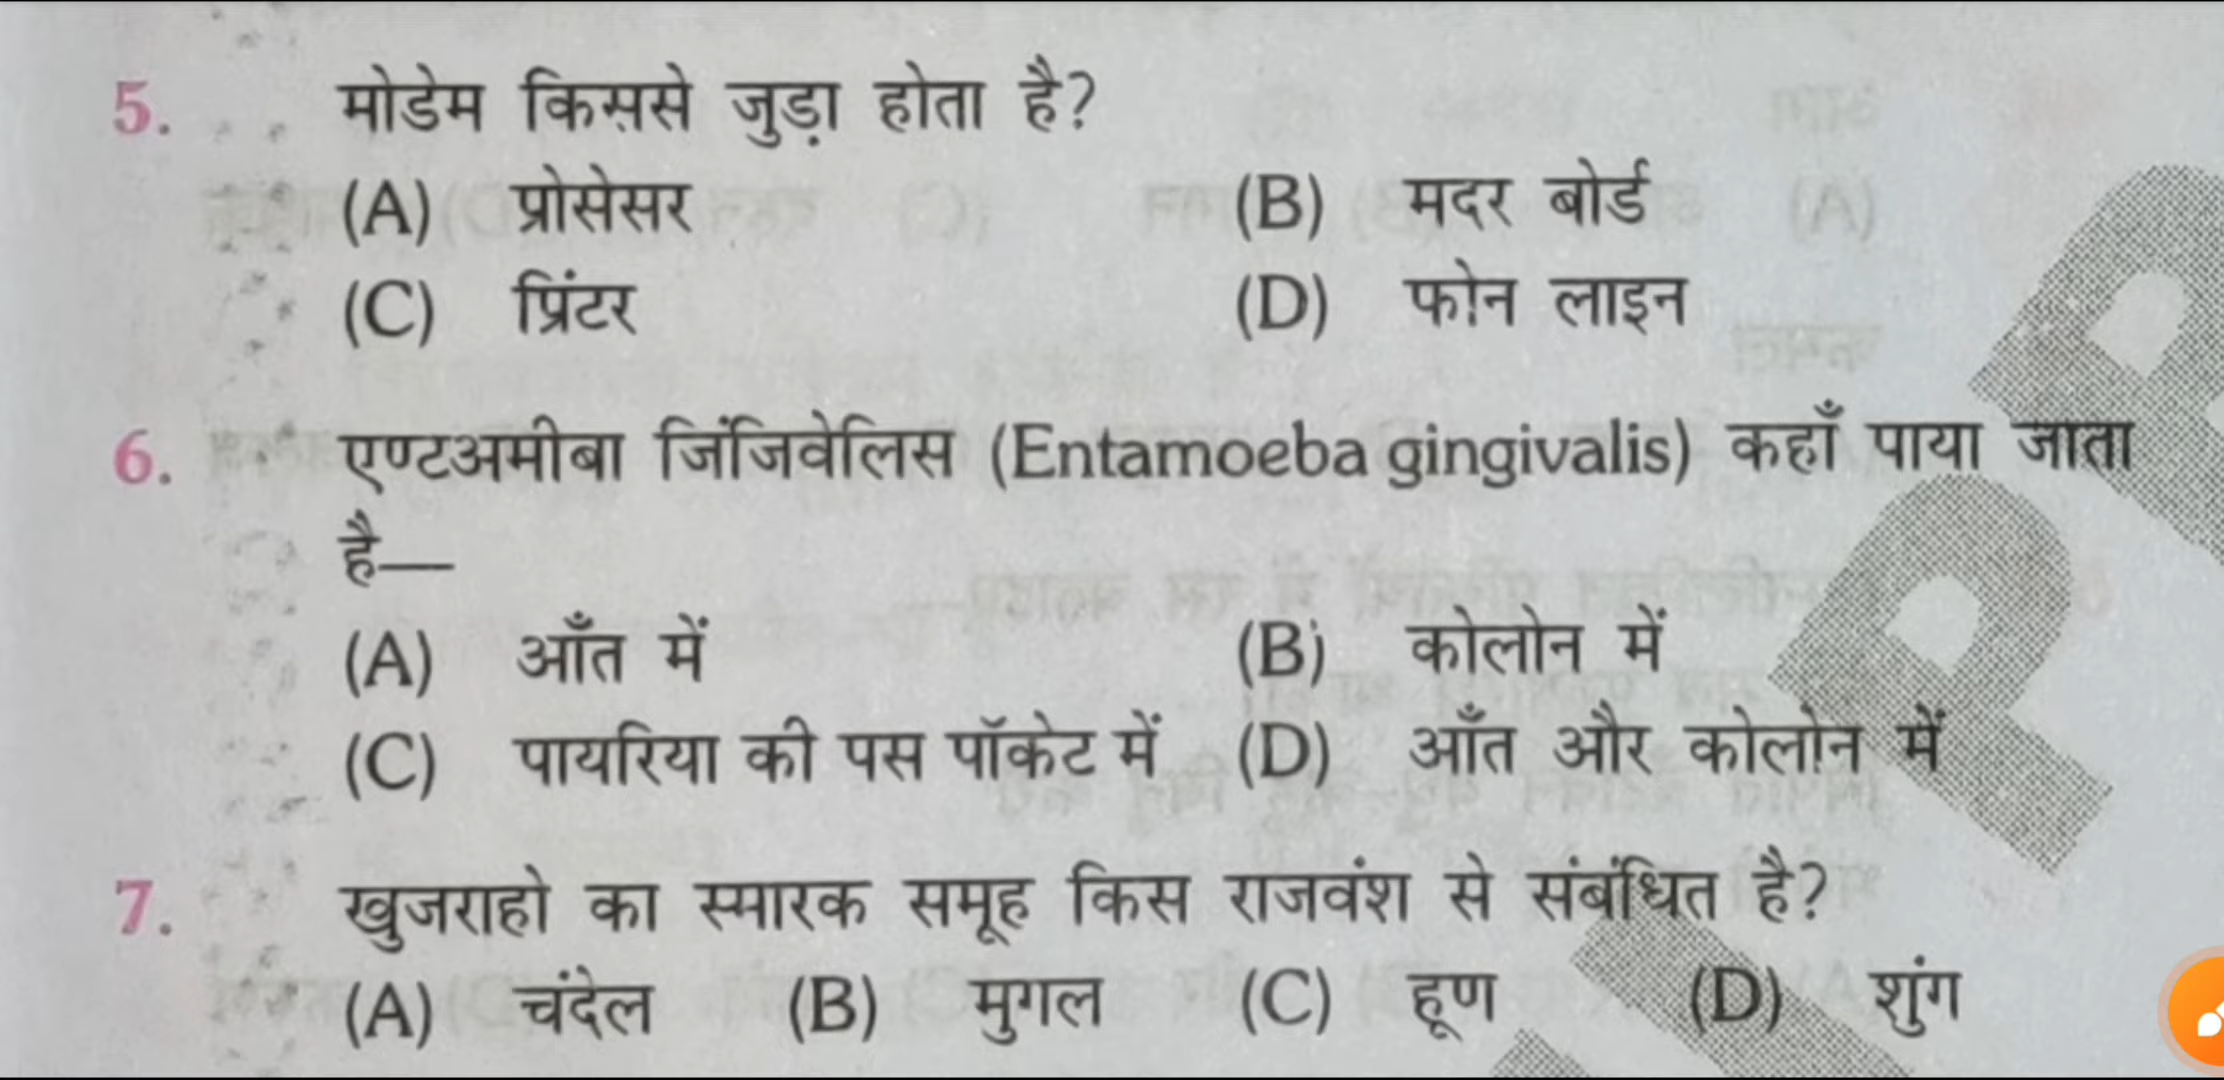 5. मोडेम किससे जुड़ा होता है?
(A) प्रोसेसर (B) मदर बोर्ड
(C) प्रिंटर (D) फोन लाइन
6. एण्टअमीबा जिंजिवेलिस (Entamoeba gingivalis) कहाँ पाया जाता
है—
(A) आँत में (B) कोलोन में
(C) पायरिया की पस पॉकेट में (D) आँत और कोलोन में
7. खुजराहो का स्मारक समूह किस राजवंश से संबंधित है?
(A) चंदेल (B) मुगल (C) हूण (D) शुंग